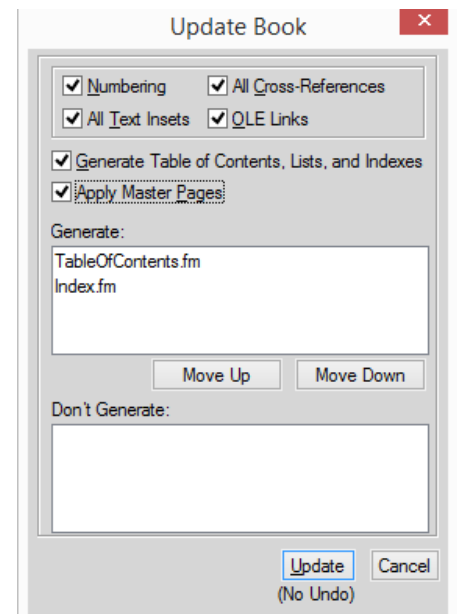 Update Book
Numbering All Cross-References
All Text Insets OLE Links
Generate Table of Contents, Lists, and Indexes
Apply Master Pages
Generate:
TableOfContents.fm
Index.fm
Move Up Move Down
Don't Generate:
Update Cancel
(No Undo)